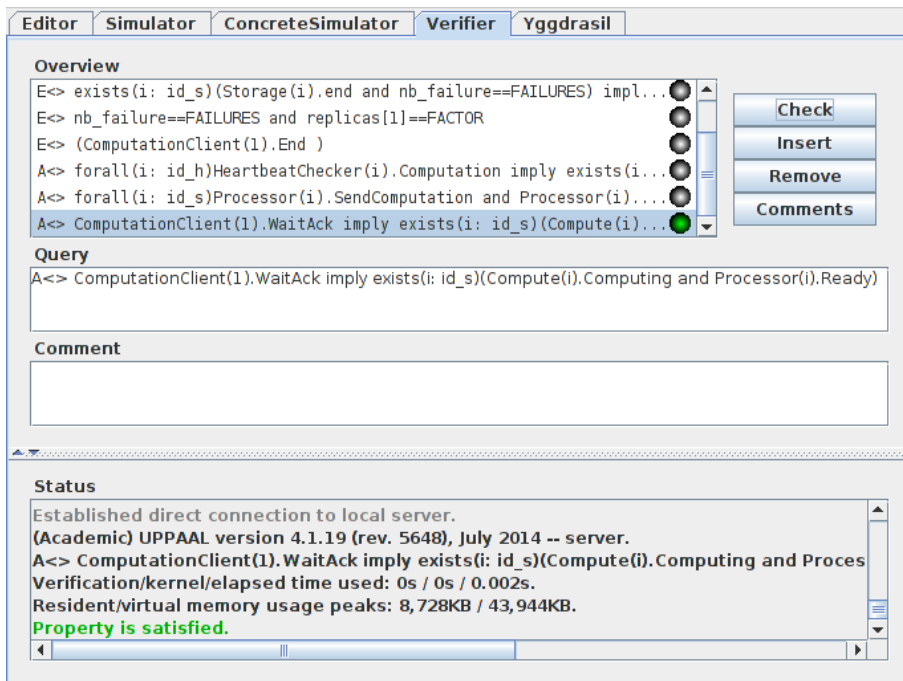 Editor Simulator ConcreteSimulator Verifier Yggdrasil
Overview
E<> exists(i: id_s)(Storage(i).end and nb_failure==FAILURES) impl...
E<> nb_failure==FAILURES and replicas[1]==FACTOR
E<> (ComputationClient(1).End )
A<> forall(i: id_h)HeartbeatChecker(i).Computation imply exists(i...
A<> forall(i: id_s)Processor(i).SendComputation and Processor(i)....
A<> ComputationClient(1).WaitAck imply exists(i: id_s)(Compute(i)...
Check
Insert
Remove
Comments
Query
A<> ComputationClient(1).WaitAck imply exists(i: id_s)(Compute(i).Computing and Processor(i).Ready)
Comment
Status
Established direct connection to local server.
(Academic) UPPAAL version 4.1.19 (rev. 5648), July 2014 -- server.
A<> ComputationClient(1).WaitAck imply exists(i: id_s)(Compute(i).Computing and Proces
Verification/kernel/elapsed time used: 0s / 0s / 0.002s.
Resident/virtual memory usage peaks: 8,728KB / 43,944KB.
Property is satisfied.